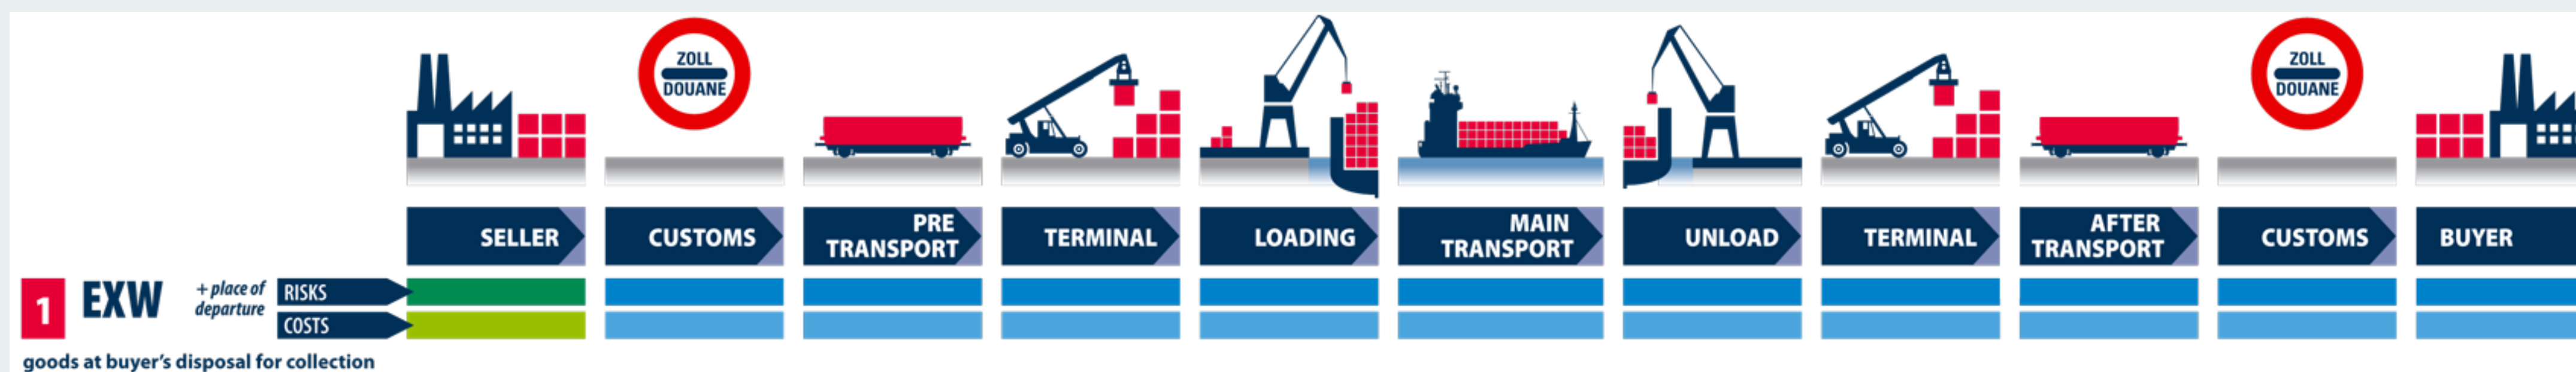 ZOLL
DOUANE
ZOLL
DOUANE
SELLER
CUSTOMS
PRE
TRANSPORT
TERMINAL
LOADING
MAIN
TRANSPORT
UNLOAD
TERMINAL
AFTER
TRANSPORT
CUSTOMS
BUYER
1 EXW
+ place of
departure
RISKS
COSTS
goods at buyer's disposal for collection